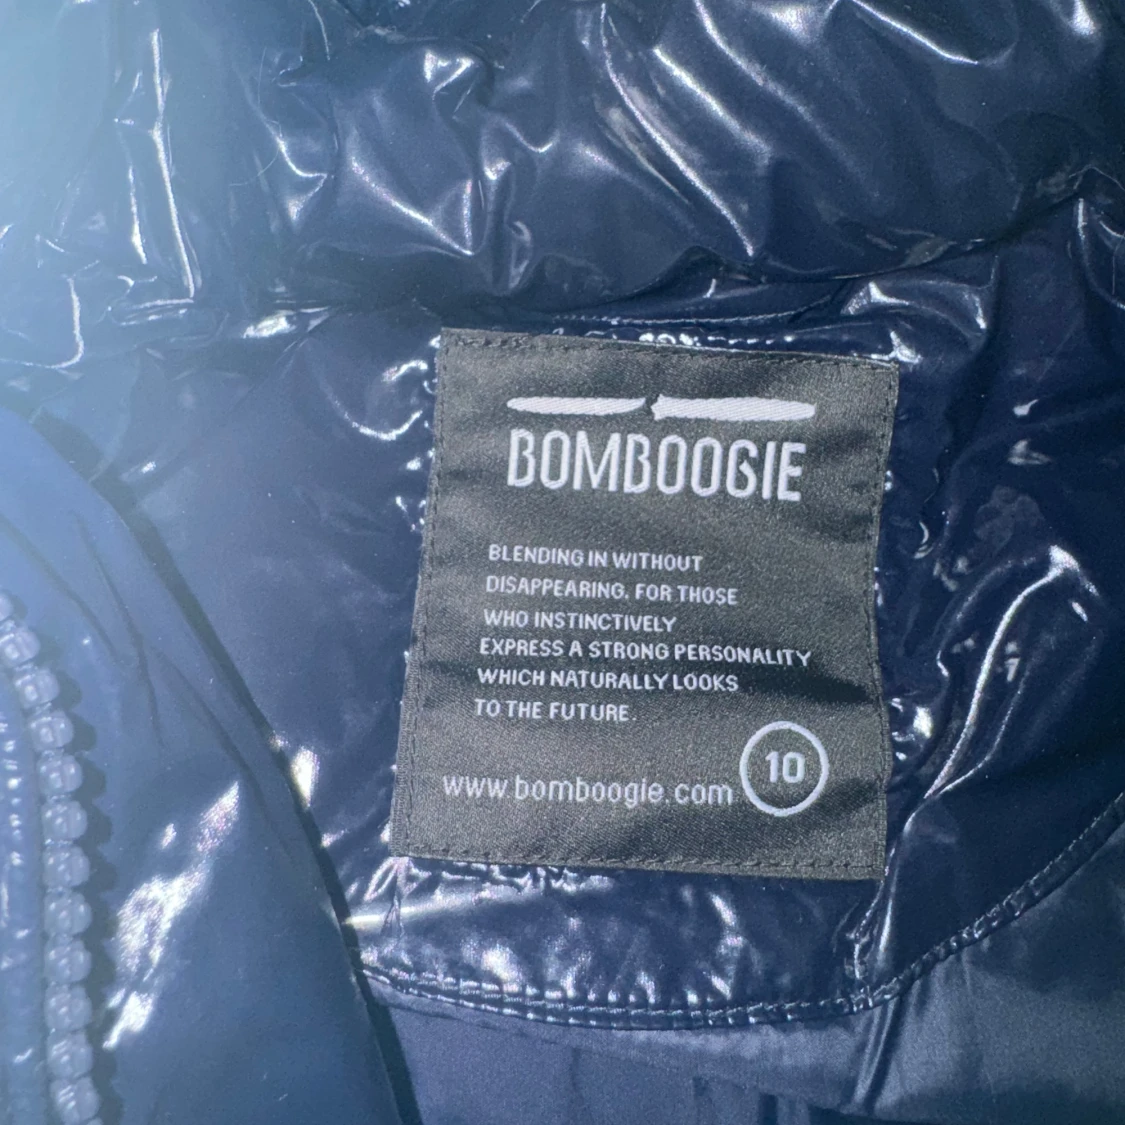 BOMBOOGIE
BLENDING IN WITHOUT
DISAPPEARING. FOR THOSE
WHO INSTINCTIVELY
EXPRESS A STRONG PERSONALITY
WHICH NATURALLY LOOKS
TO THE FUTURE.
www.bomboogie.com 10